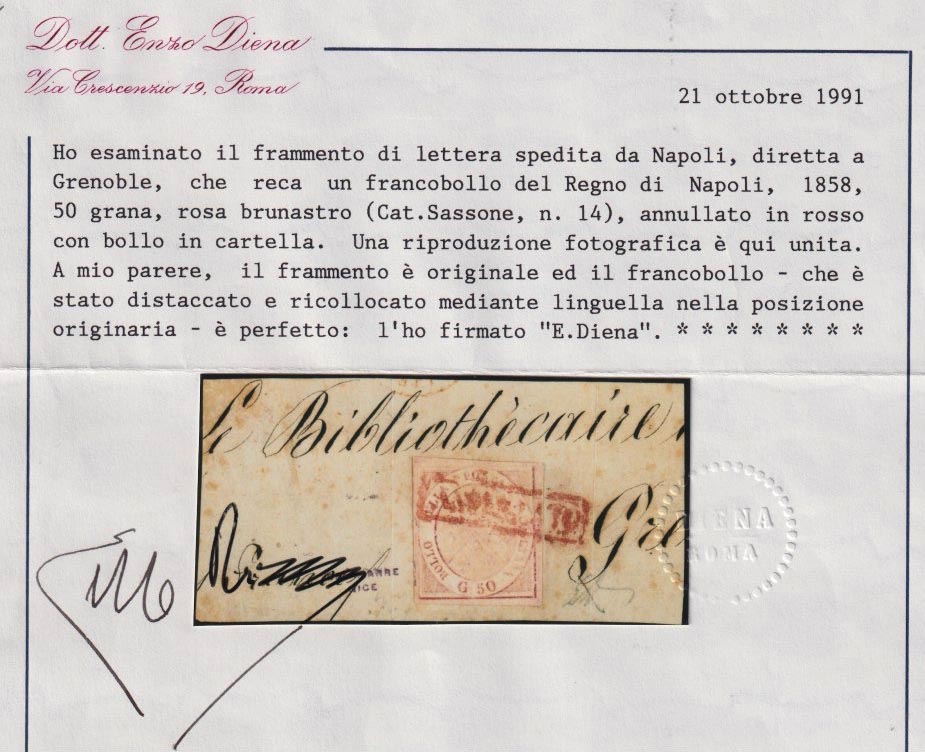 Dott. Enzo Diena
Via Crescenzio 19, Roma
21 ottobre 1991
Ho esaminato il frammento di lettera spedita da Napoli, diretta a
Grenoble, che reca un francobollo del Regno di Napoli, 1858,
50 grana, rosa brunastro (Cat.Sassone, n. 14), annullato in rosso
con bollo in cartella. Una riproduzione fotografica è qui unita.
A mio parere, il frammento è originale ed il francobollo - che è
stato distaccato e ricollocato mediante linguella nella posizione
originaria - è perfetto: l'ho firmato "E.Diena". * * * * * * * *
Le Bibliothècaire
BOLLO
G 50
Gre
DIENA
ROMA